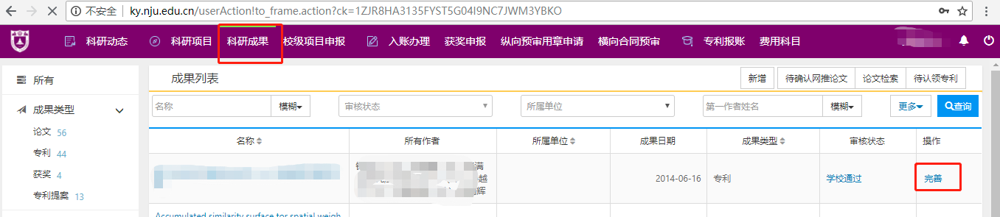 不安全 ky.nju.edu.cn/userAction!to_frame.action?ck=1ZJR8HA3135FYST5G04I9NC7JWM3YBKO
科研动态 科研项目 科研成果 校级项目申报 入账办理 获奖申报 纵向预审用章申请 横向合同预审 专利报账 费用科目
所有
成果列表 新增 待确认网推论文 论文检索 待认领专利
成果类型
论文 56
专利 44
获奖 4
专利提案 13
名称 模糊 审核状态 所属单位 第一作者姓名 模糊 更多 查询
名称 所有作者 所属单位 成果日期 成果类型 审核状态 操作
满
越
辉
2014-06-16 专利 学校通过 完善
Accumulated similarity surface for spatial weigh